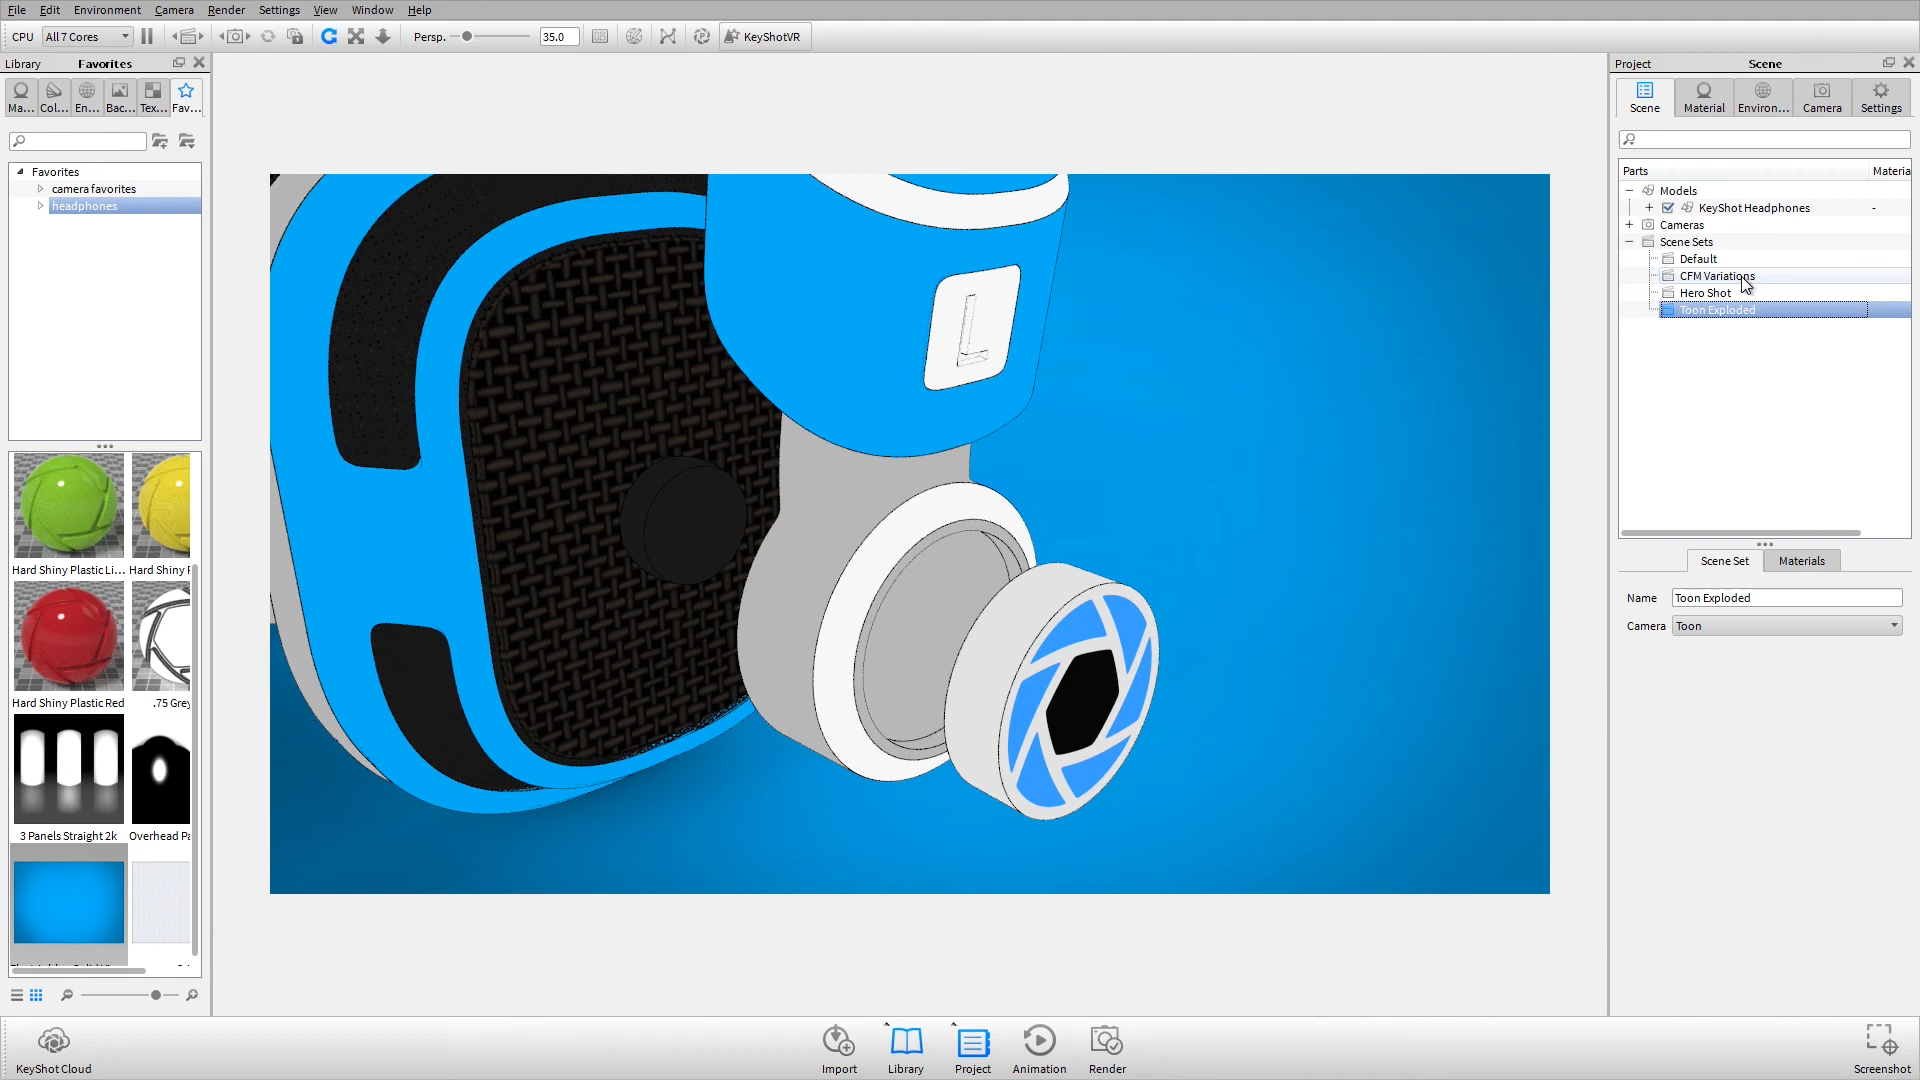 File Edit Environment Camera Render Settings View Window Help
CPU All 7 Cores Persp. 35.0 KeyShotVR
Library Favorites
Project Scene
Ma... Col... En... Bac... Tex... Fav...
Scene Material Environ... Camera Settings
Favorites
camera favorites
headphones
Parts Materia
Models
KeyShot Headphones -
Cameras
Scene Sets
Default
CFM Variations
Hero Shot
Toon Exploded
L
Scene Set Materials
Name Toon Exploded
Camera Toon
Hard Shiny Plastic Li... Hard Shiny F
Hard Shiny Plastic Red .75 Grey
3 Panels Straight 2k Overhead Pa
KeyShot Cloud Import Library Project Animation Render Screenshot